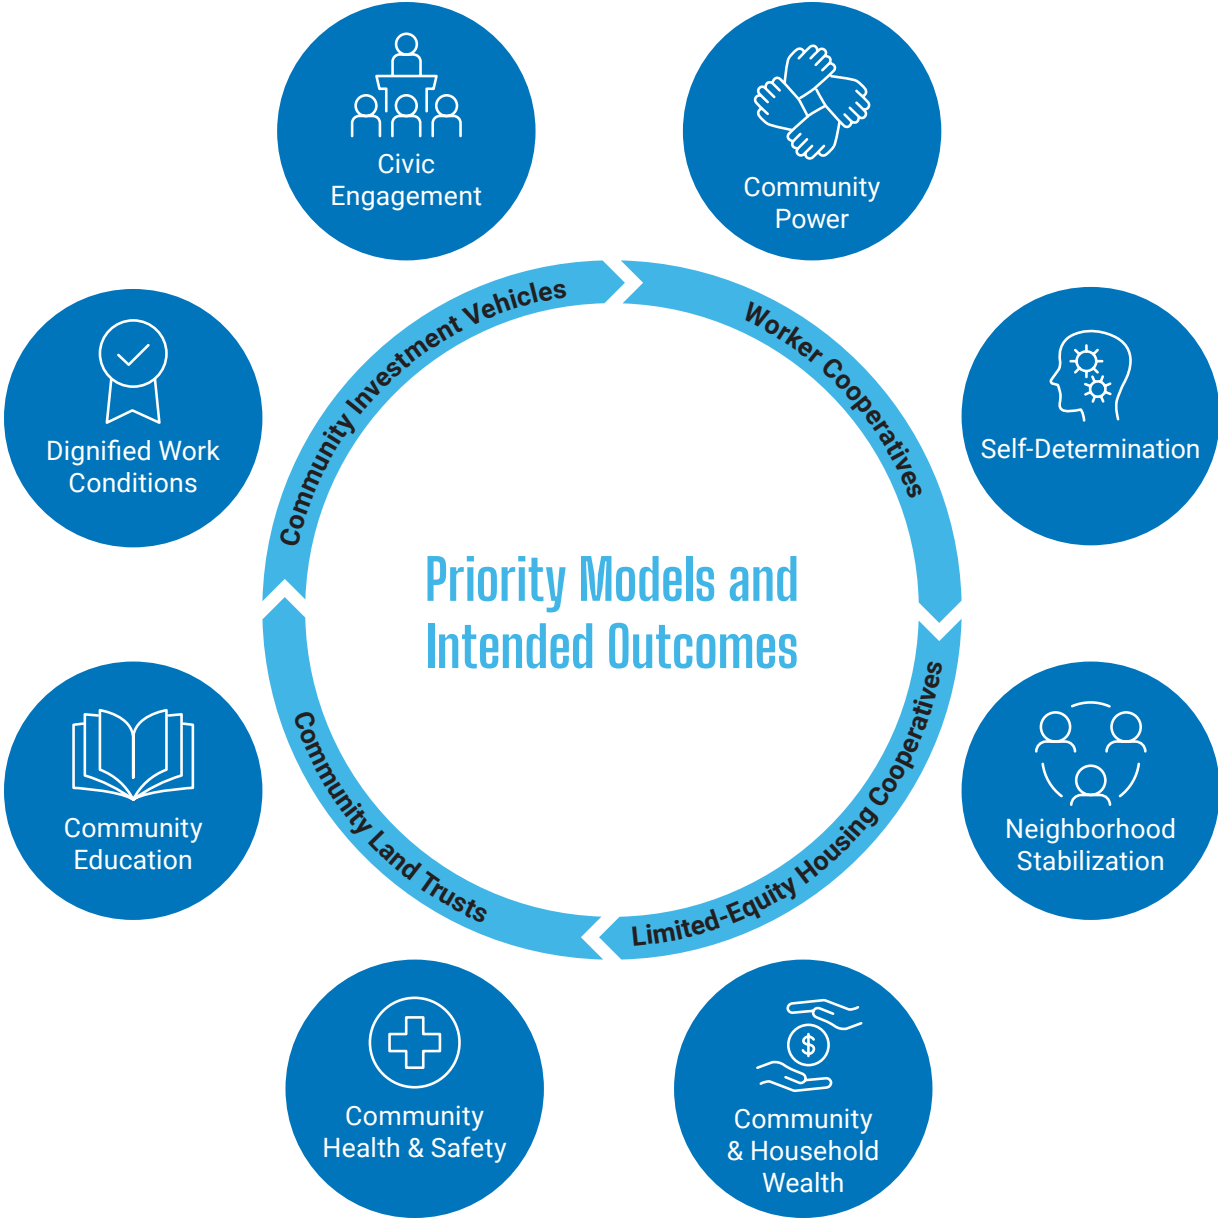 Civic
Engagement
Community
Power
Community Investment Vehicles
Worker Cooperatives
Dignified Work
Conditions
Self-Determination
Priority Models and
Intended Outcomes
Community
Education
Community Land Trusts
Limited-Equity Housing Cooperatives
Neighborhood
Stabilization
Community
Health & Safety
$
Community
& Household
Wealth